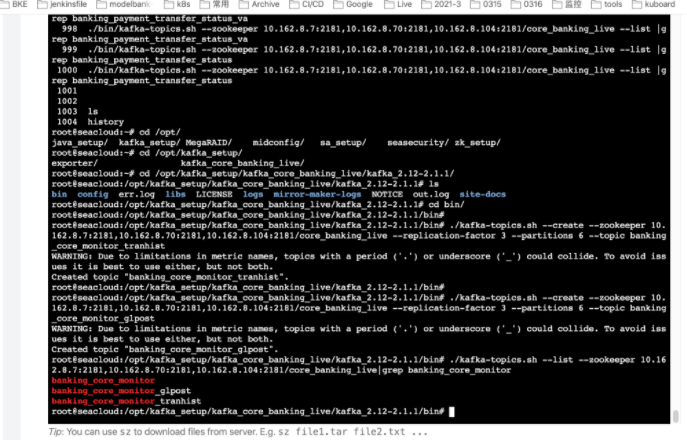 BKE jenkinsfile modelbank k8s 常用 Archive CI/CD Google Live 2021-3 0315 0316 监控 tools kuboard
rep banking_payment_transfer_status_va
998 ./bin/kafka-topics.sh --zookeeper 10.162.8.7:2181,10.162.8.70:2181,10.162.8.104:2181/core_banking_live --list |g
rep banking_payment_transfer_status_va
999 ./bin/kafka-topics.sh --zookeeper 10.162.8.7:2181,10.162.8.70:2181,10.162.8.104:2181/core_banking_live --list |g
rep banking_payment_transfer_status
1000 ./bin/kafka-topics.sh --zookeeper 10.162.8.7:2181,10.162.8.70:2181,10.162.8.104:2181/core_banking_live --list |g
rep banking_payment_transfer_status
1001
1002
1003 ls
1004 history
root@seacloud:~# cd /opt/
java_setup/ kafka_setup/ MegaRAID/ midconfig/ sa_setup/ seasecurity/ zk_setup/
root@seacloud:~# cd /opt/kafka_setup/
exporter/ kafka_core_banking_live/
root@seacloud:~# cd /opt/kafka_setup/kafka_core_banking_live/kafka_2.12-2.1.1/
root@seacloud:/opt/kafka_setup/kafka_core_banking_live/kafka_2.12-2.1.1# ls
bin config err.log libs LICENSE logs mirror-maker-logs NOTICE out.log site-docs
root@seacloud:/opt/kafka_setup/kafka_core_banking_live/kafka_2.12-2.1.1# cd bin/
root@seacloud:/opt/kafka_setup/kafka_core_banking_live/kafka_2.12-2.1.1/bin#
root@seacloud:/opt/kafka_setup/kafka_core_banking_live/kafka_2.12-2.1.1/bin# ./kafka-topics.sh --create --zookeeper 10.
162.8.7:2181,10.162.8.70:2181,10.162.8.104:2181/core_banking_live --replication-factor 3 --partitions 6 --topic banking
_core_monitor_tranhist
WARNING: Due to limitations in metric names, topics with a period ('.') or underscore ('_') could collide. To avoid iss
ues it is best to use either, but not both.
Created topic "banking_core_monitor_tranhist".
root@seacloud:/opt/kafka_setup/kafka_core_banking_live/kafka_2.12-2.1.1/bin#
root@seacloud:/opt/kafka_setup/kafka_core_banking_live/kafka_2.12-2.1.1/bin# ./kafka-topics.sh --create --zookeeper 10.
162.8.7:2181,10.162.8.70:2181,10.162.8.104:2181/core_banking_live --replication-factor 3 --partitions 6 --topic banking
_core_monitor_glpost
WARNING: Due to limitations in metric names, topics with a period ('.') or underscore ('_') could collide. To avoid iss
ues it is best to use either, but not both.
Created topic "banking_core_monitor_glpost".
root@seacloud:/opt/kafka_setup/kafka_core_banking_live/kafka_2.12-2.1.1/bin# ./kafka-topics.sh --list --zookeeper 10.16
2.8.7:2181,10.162.8.70:2181,10.162.8.104:2181/core_banking_live|grep banking_core_monitor
banking_core_monitor
banking_core_monitor_glpost
banking_core_monitor_tranhist
root@seacloud:/opt/kafka_setup/kafka_core_banking_live/kafka_2.12-2.1.1/bin#
Tip: You can use sz to download files from server. E.g. sz file1.tar file2.txt ...